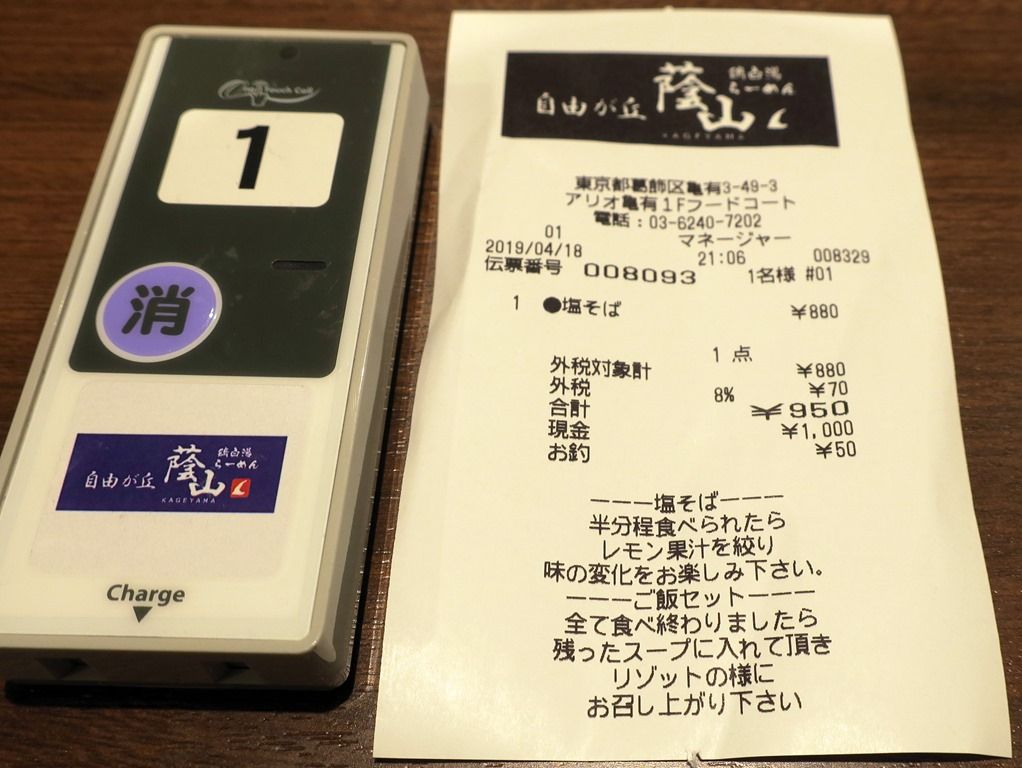 Touch Call
1
消
自由が丘 蔭山 鶏白湯らーめん
KAGEYAMA
Charge
自由が丘 蔭山 鶏白湯らーめん
KAGEYAMA
東京都葛飾区亀有3-49-3
アリオ亀有1Fフードコート
電話：03-6240-7202
01 マネージャー
2019/04/18 21:06 008329
伝票番号 008093 1名様 #01
1 ●塩そば ¥880
1 点
外税対象計 ¥880
外税 8% ¥70
合計 ¥950
現金 ¥1,000
お釣 ¥50
ーーー塩そばーーー
半分程食べられたら
レモン果汁を絞り
味の変化をお楽しみ下さい。
ーーーーご飯セットーーー
全て食べ終わりましたら
残ったスープに入れて頂き
リゾットの様に
お召し上がり下さい